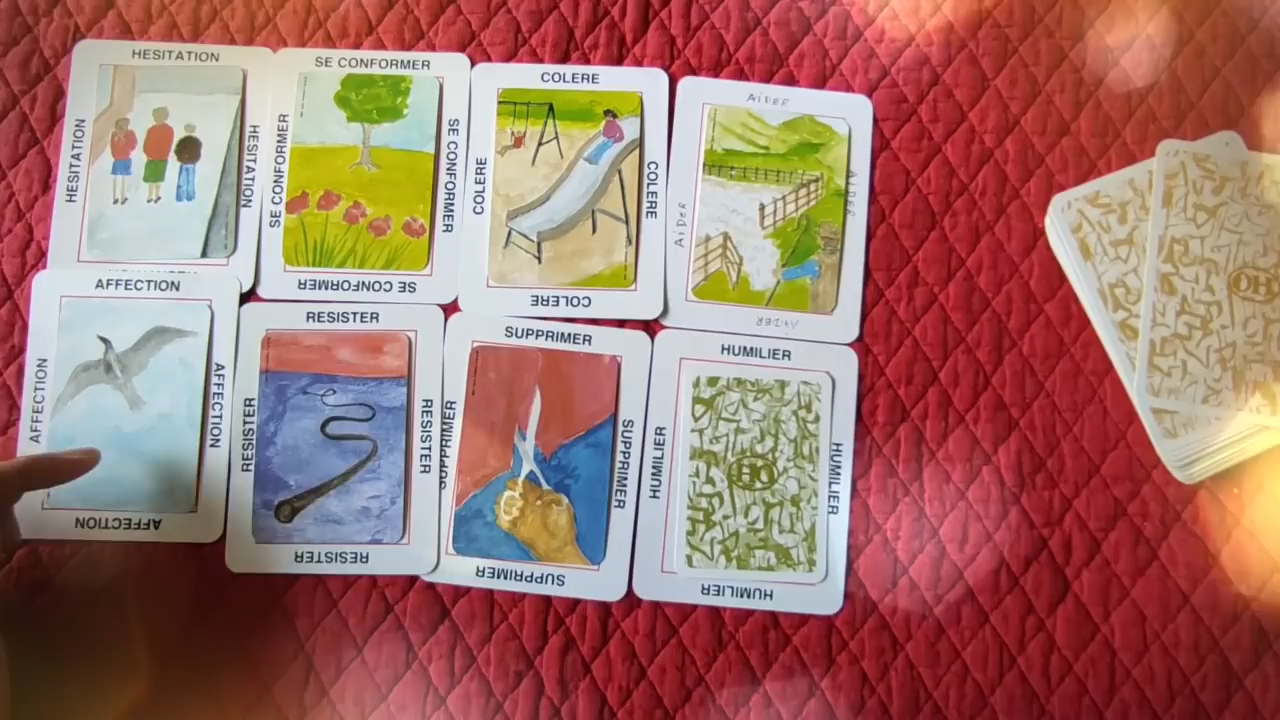 HESITATION
HESITATION
HESITATION
SE CONFORMER
SE CONFORMER
SE CONFORMER
SE CONFORMER
COLERE
COLERE
COLERE
COLERE
AiDER
AiDER
AiDER
AiDER
AFFECTION
AFFECTION
AFFECTION
AFFECTION
RESISTER
RESISTER
RESISTER
RESISTER
SUPPRIMER
SUPPRIMER
SUPPRIMER
SUPPRIMER
HUMILIER
HUMILIER
HUMILIER
HUMILIER
OH
OH